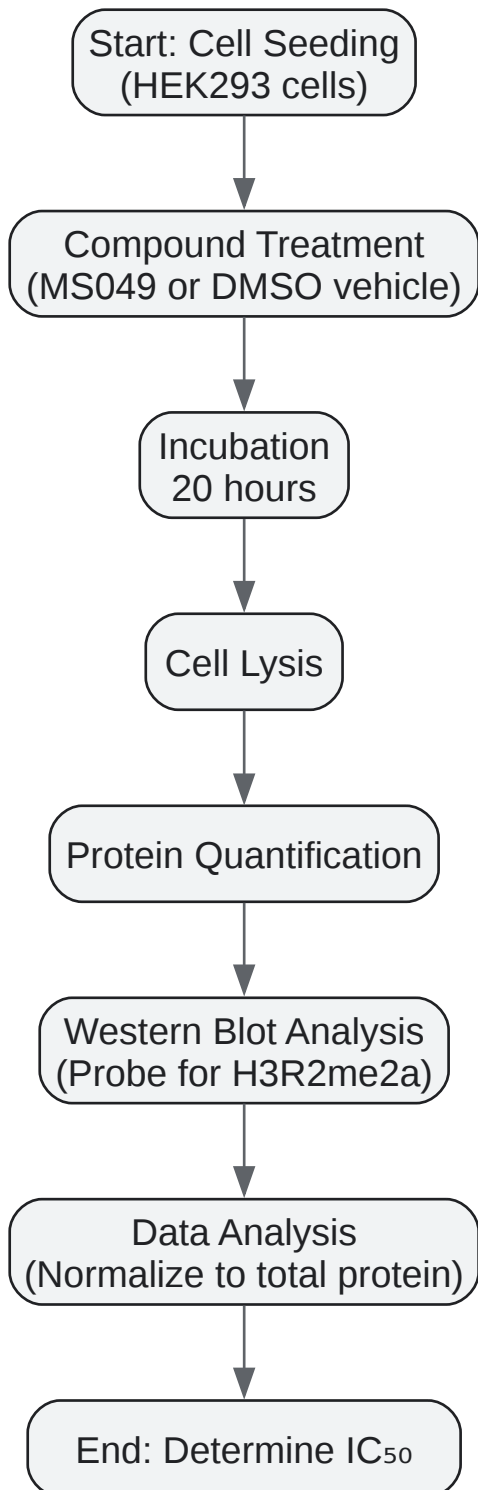 Start: Cell Seeding
(HEK293 cells)
Compound Treatment
(MS049 or DMSO vehicle)
Incubation
20 hours
Cell Lysis
Protein Quantification
Western Blot Analysis
(Probe for H3R2me2a)
Data Analysis
(Normalize to total protein)
End: Determine IC₅₀